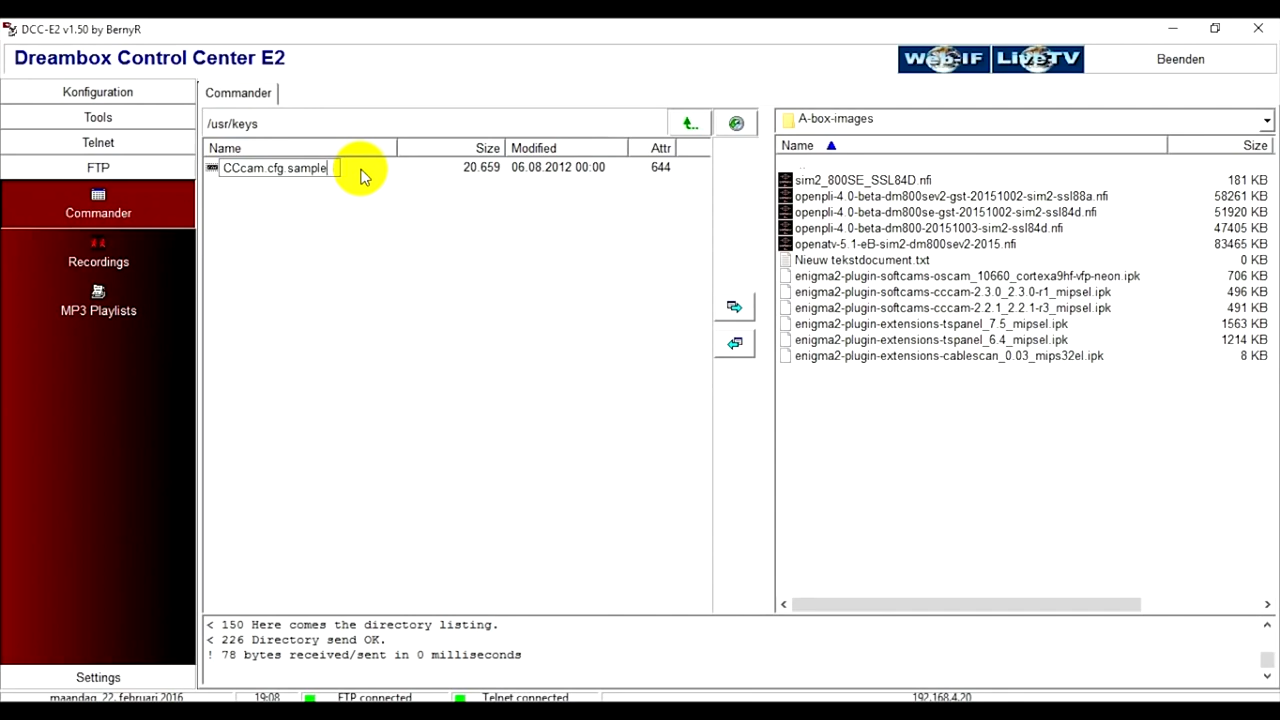 DCC-E2 v1.50 by BernyR
Dreambox Control Center E2
Web-IF
LiveTV
Beenden
Konfiguration
Tools
Telnet
FTP
Commander
Recordings
MP3 Playlists
Settings
Commander
/usr/keys
Name Size Modified Attr
CCcam.cfg sample 20.659 06.08.2012 00:00 644
A-box-images
Name Size
..
sim2_800SE_SSL84D.nfi 181 KB
openpli-4.0-beta-dm800sev2-gst-20151002-sim2-ssl88a.nfi 58261 KB
openpli-4.0-beta-dm800se-gst-20151002-sim2-ssl84d.nfi 51920 KB
openpli-4.0-beta-dm800-20151003-sim2-ssl84d.nfi 47405 KB
openatv-5.1-eB-sim2-dm800sev2-2015.nfi 83465 KB
Nieuw tekstdocument.txt 0 KB
enigma2-plugin-softcams-oscam_10660_cortexa9hf-vfp-neon.ipk 706 KB
enigma2-plugin-softcams-cccam-2.3.0_2.3.0-r1_mipsel.ipk 496 KB
enigma2-plugin-softcams-cccam-2.2.1_2.2.1-r3_mipsel.ipk 491 KB
enigma2-plugin-extensions-tspanel_7.5_mipsel.ipk 1563 KB
enigma2-plugin-extensions-tspanel_6.4_mipsel.ipk 1214 KB
enigma2-plugin-extensions-cablescan_0.03_mips32el.ipk 8 KB
< 150 Here comes the directory listing.
< 226 Directory send OK.
! 78 bytes received/sent in 0 milliseconds
maandag, 22. februari 2016 19:08 FTP connected Telnet connected 192.168.4.20